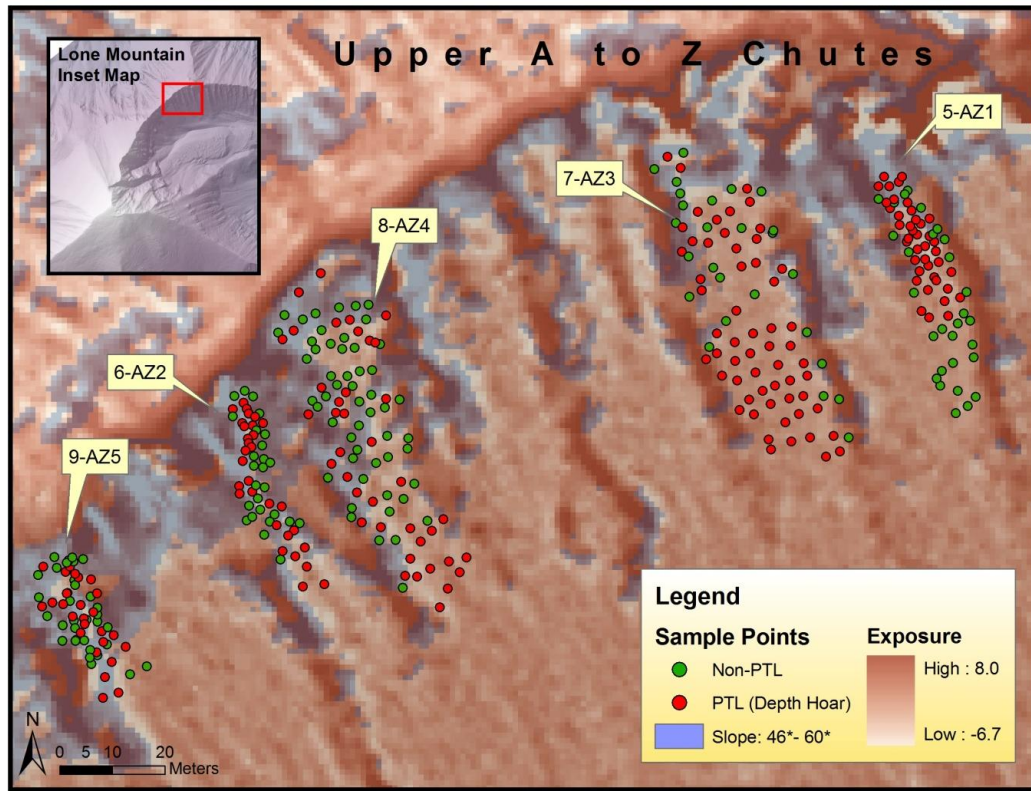 Lone Mountain
Inset Map
Upper A to Z Chutes
5-AZ1
7-AZ3
8-AZ4
6-AZ2
9-AZ5
Legend
Sample Points
Non-PTL
PTL (Depth Hoar)
Slope: 46*- 60*
Exposure
High : 8.0
Low : -6.7
N
0 5 10 20
Meters